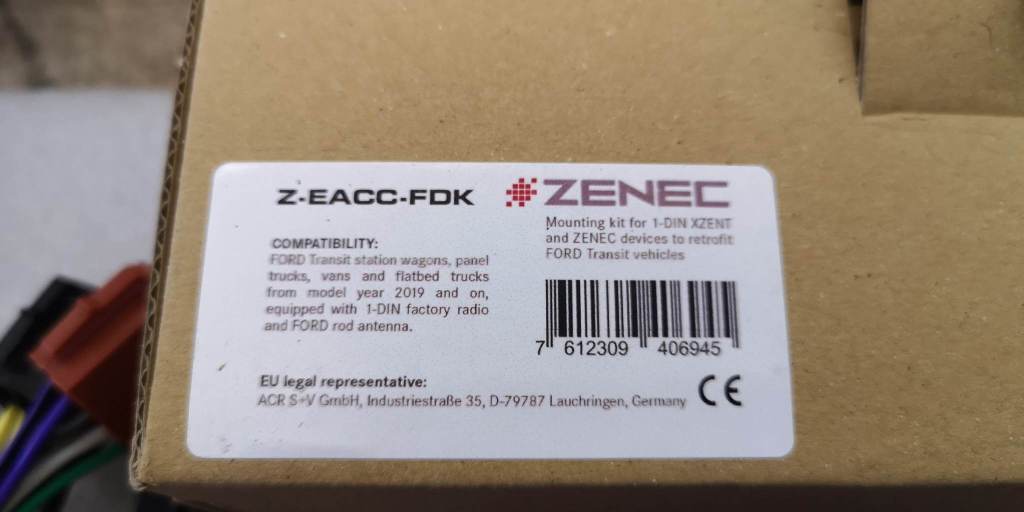 Z-EACC-FDK
ZENEC
Mounting kit for 1-DIN XZENT
and ZENEC devices to retrofit
FORD Transit vehicles
COMPATIBILITY:
FORD Transit station wagons, panel
trucks, vans and flatbed trucks
from model year 2019 and on,
equipped with 1-DIN factory radio
and FORD rod antenna.
7 612309 406945
EU legal representative:
ACR S+V GmbH, Industriestraße 35, D-79787 Lauchringen, Germany
CE